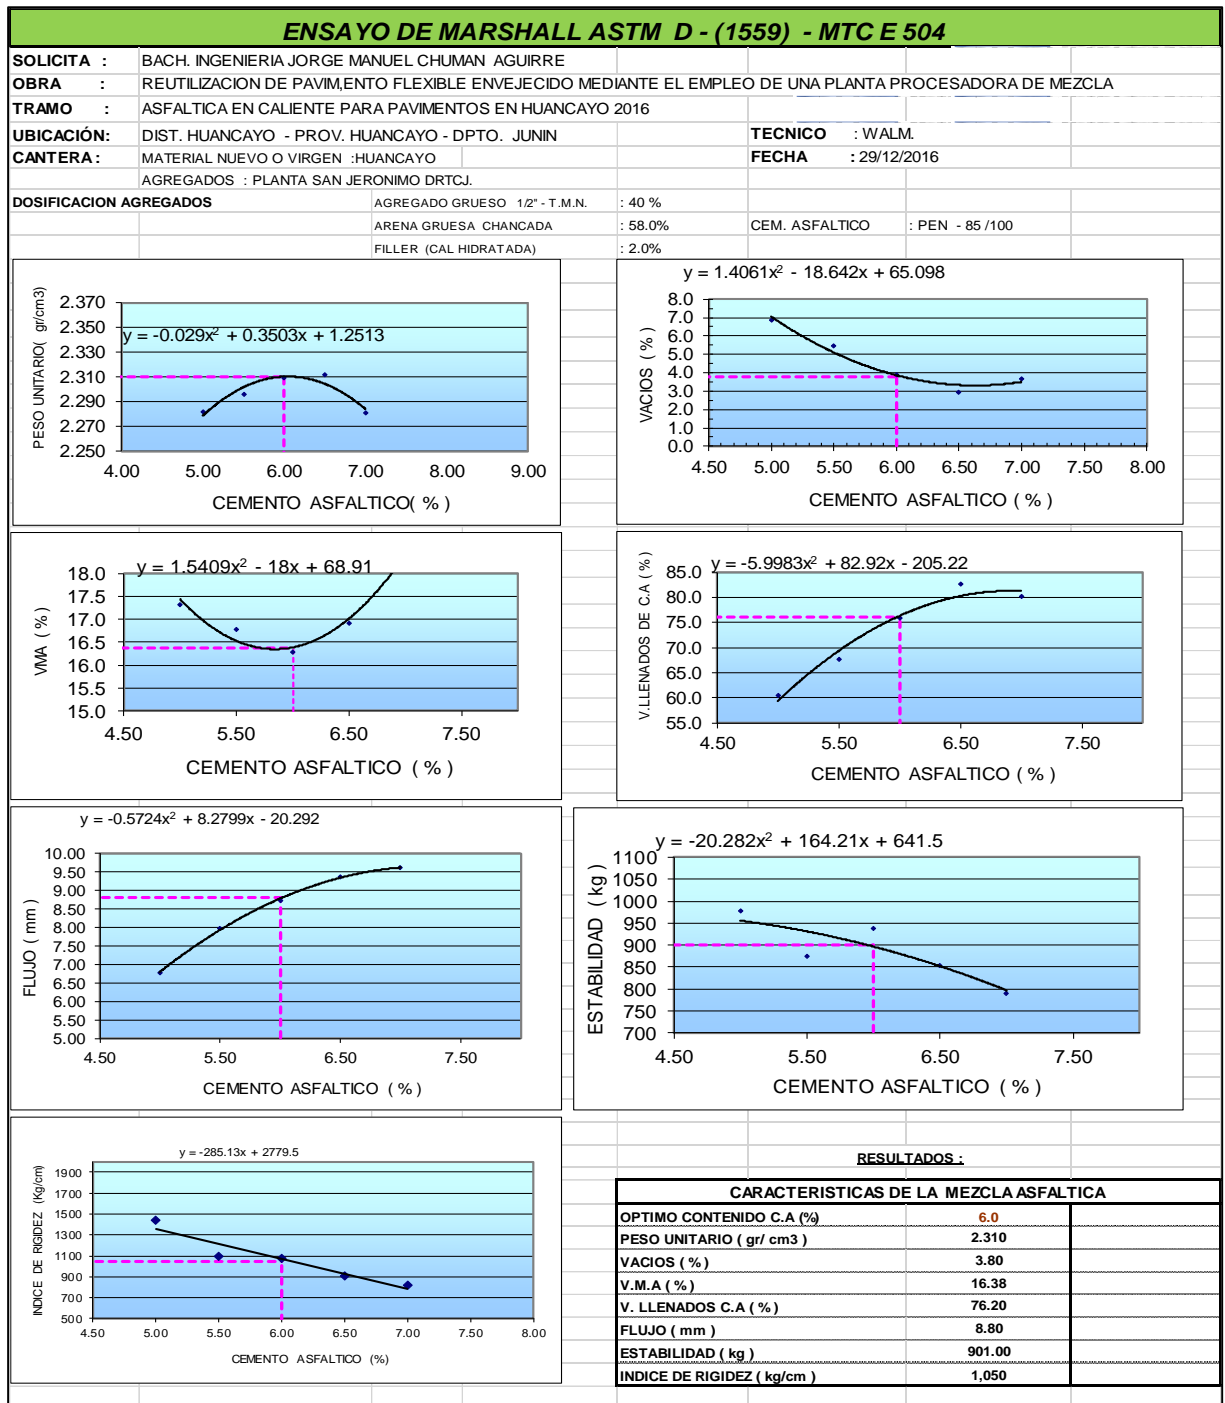 ENSAYO DE MARSHALL ASTM D - (1559) - MTC E 504
SOLICITA : BACH. INGENIERIA JORGE MANUEL CHUMAN AGUIRRE
OBRA : REUTILIZACION DE PAVIM,ENTO FLEXIBLE ENVEJECIDO MEDIANTE EL EMPLEO DE UNA PLANTA PROCESADORA DE MEZCLA
TRAMO : ASFALTICA EN CALIENTE PARA PAVIMENTOS EN HUANCAYO 2016
UBICACIÓN: DIST. HUANCAYO - PROV. HUANCAYO - DPTO. JUNIN TECNICO : WALM.
CANTERA : MATERIAL NUEVO O VIRGEN :HUANCAYO FECHA : 29/12/2016
AGREGADOS : PLANTA SAN JERONIMO DRTCJ.
DOSIFICACION AGREGADOS AGREGADO GRUESO 1/2" - T.M.N. : 40 %
ARENA GRUESA CHANCADA : 58.0% CEM. ASFALTICO : PEN - 85 /100
FILLER (CAL HIDRATADA) : 2.0%
y = -0.029x² + 0.3503x + 1.2513
PESO UNITARIO( gr/cm3)
2.370
2.350
2.330
2.310
2.290
2.270
2.250
4.00 5.00 6.00 7.00 8.00 9.00
CEMENTO ASFALTICO( % )
y = 1.4061x² - 18.642x + 65.098
VACIOS ( % )
8.0
7.0
6.0
5.0
4.0
3.0
2.0
1.0
0.0
4.50 5.00 5.50 6.00 6.50 7.00 7.50 8.00
CEMENTO ASFALTICO ( % )
y = 1.5409x² - 18x + 68.91
VMA ( % )
18.0
17.5
17.0
16.5
16.0
15.5
15.0
4.50 5.50 6.50 7.50
CEMENTO ASFALTICO ( % )
y = -5.9983x² + 82.92x - 205.22
V.LLENADOS DE C.A ( % )
85.0
80.0
75.0
70.0
65.0
60.0
55.0
4.50 5.50 6.50 7.50
CEMENTO ASFALTICO ( % )
y = -0.5724x² + 8.2799x - 20.292
FLUJO ( mm )
10.00
9.50
9.00
8.50
8.00
7.50
7.00
6.50
6.00
5.50
5.00
4.50 5.50 6.50 7.50
CEMENTO ASFALTICO ( % )
y = -20.282x² + 164.21x + 641.5
ESTABILIDAD ( kg )
1100
1050
1000
950
900
850
800
750
700
4.50 5.50 6.50 7.50
CEMENTO ASFALTICO ( % )
y = -285.13x + 2779.5
INDICE DE RIGIDEZ (Kg/cm)
1900
1700
1500
1300
1100
900
700
500
4.50 5.00 5.50 6.00 6.50 7.00 7.50 8.00
CEMENTO ASFALTICO (%)
RESULTADOS :
CARACTERISTICAS DE LA MEZCLA ASFALTICA
OPTIMO CONTENIDO C.A (%) 6.0
PESO UNITARIO ( gr/ cm3 ) 2.310
VACIOS ( % ) 3.80
V.M.A ( % ) 16.38
V. LLENADOS C.A ( % ) 76.20
FLUJO ( mm ) 8.80
ESTABILIDAD ( kg ) 901.00
INDICE DE RIGIDEZ ( kg/cm ) 1,050